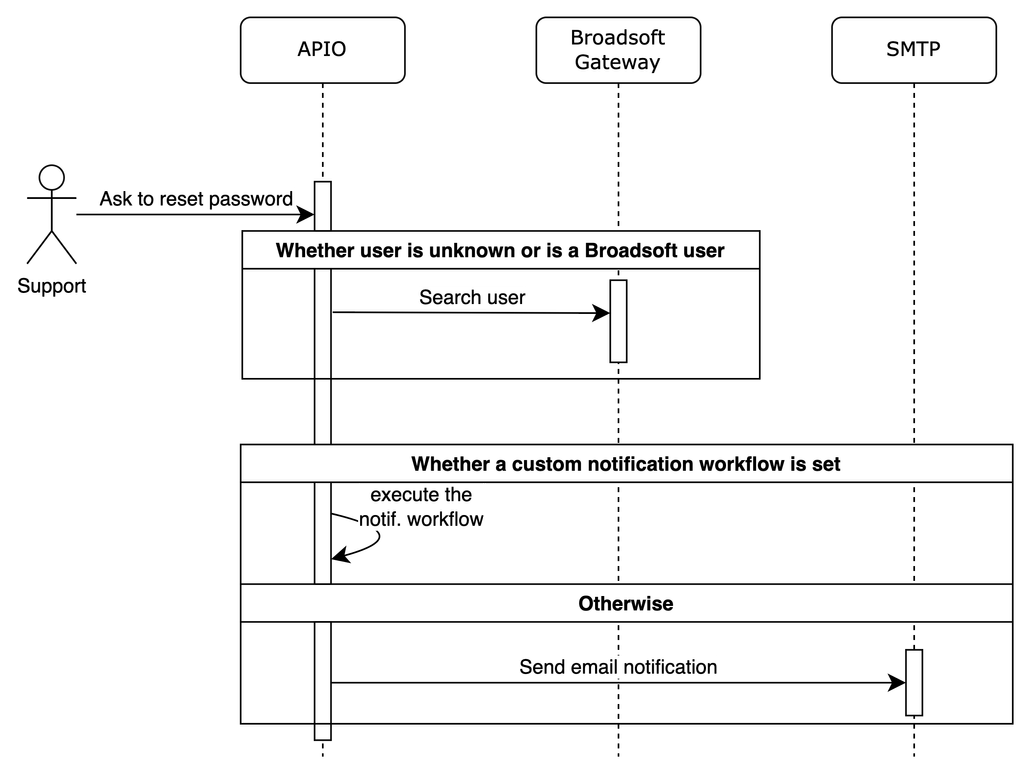 APIO
Broadsoft
Gateway
SMTP
Ask to reset password
Support
Whether user is unknown or is a Broadsoft user
Search user
Whether a custom notification workflow is set
execute the
notif. workflow
Otherwise
Send email notification